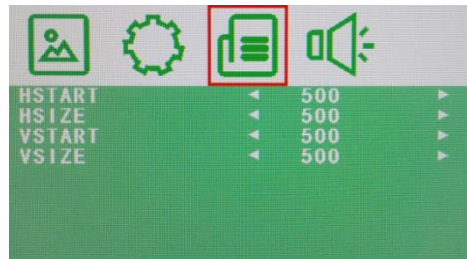 HSTART ◄ 500 ►
HSIZE ◄ 500 ►
VSTART ◄ 500 ►
VSIZE ◄ 500 ►